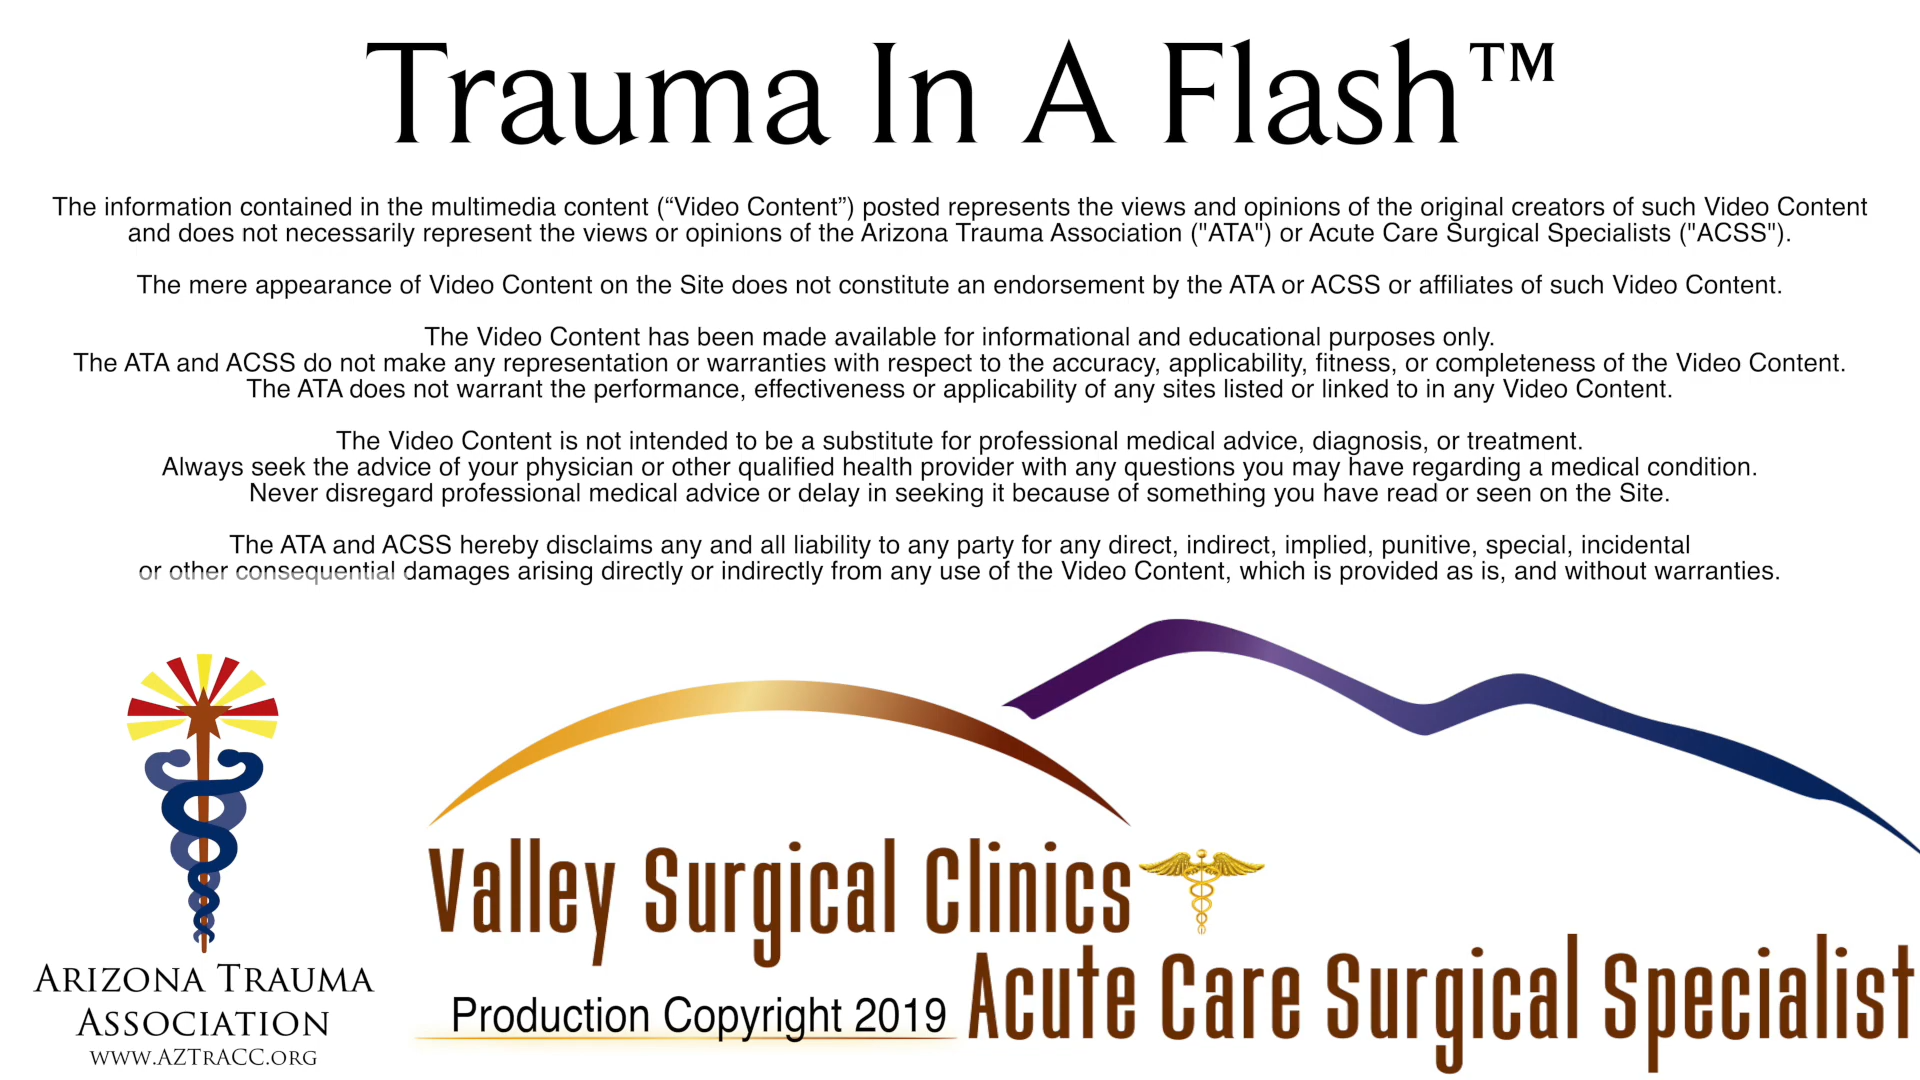 Trauma In A Flash™
The information contained in the multimedia content (“Video Content”) posted represents the views and opinions of the original creators of such Video Content
and does not necessarily represent the views or opinions of the Arizona Trauma Association ("ATA") or Acute Care Surgical Specialists ("ACSS").
The mere appearance of Video Content on the Site does not constitute an endorsement by the ATA or ACSS or affiliates of such Video Content.
The Video Content has been made available for informational and educational purposes only.
The ATA and ACSS do not make any representation or warranties with respect to the accuracy, applicability, fitness, or completeness of the Video Content.
The ATA does not warrant the performance, effectiveness or applicability of any sites listed or linked to in any Video Content.
The Video Content is not intended to be a substitute for professional medical advice, diagnosis, or treatment.
Always seek the advice of your physician or other qualified health provider with any questions you may have regarding a medical condition.
Never disregard professional medical advice or delay in seeking it because of something you have read or seen on the Site.
The ATA and ACSS hereby disclaims any and all liability to any party for any direct, indirect, implied, punitive, special, incidental
or other consequential damages arising directly or indirectly from any use of the Video Content, which is provided as is, and without warranties.
Arizona Trauma
Association
www.AZTraCC.org
Valley Surgical Clinics
Acute Care Surgical Specialist
Production Copyright 2019